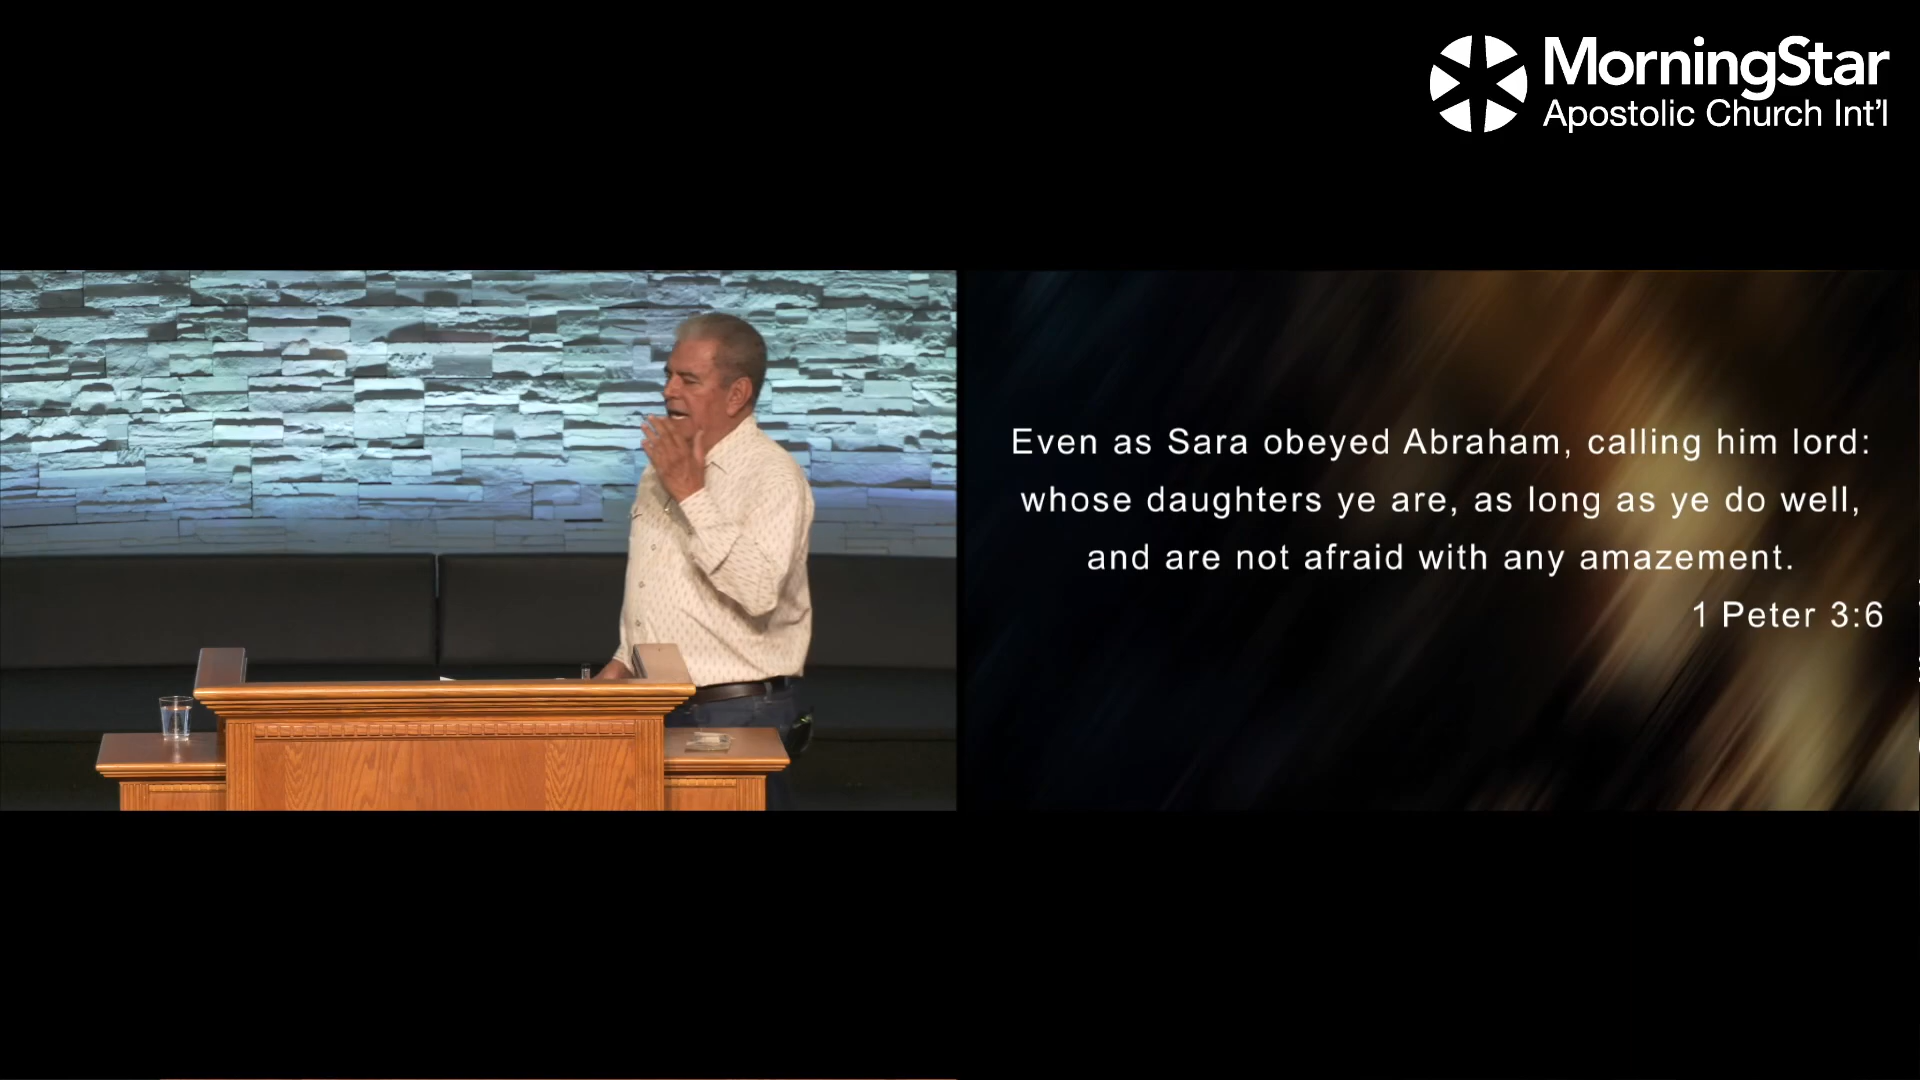 MorningStar
Apostolic Church Int'l
Even as Sara obeyed Abraham, calling him lord:
whose daughters ye are, as long as ye do well,
and are not afraid with any amazement.
1 Peter 3:6